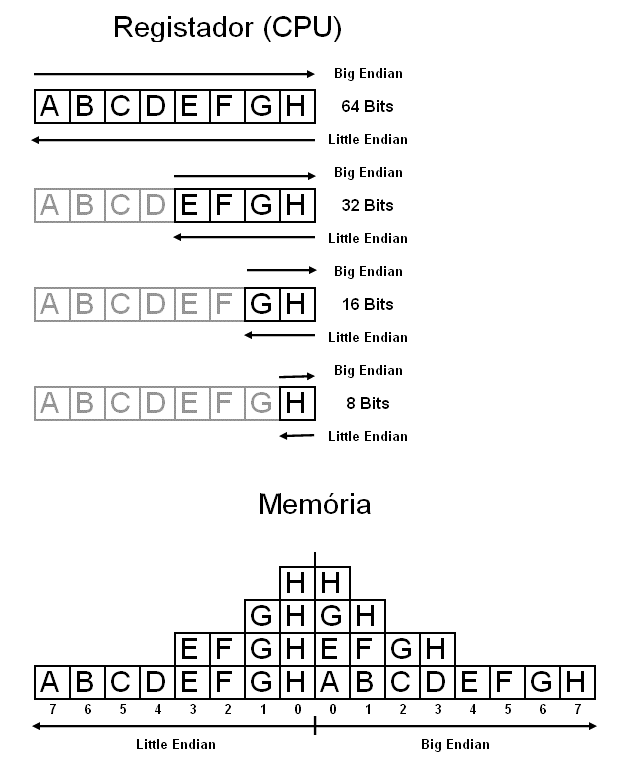 Registador (CPU)
Big Endian
A B C D E F G H 64 Bits
Little Endian
Big Endian
A B C D E F G H 32 Bits
Little Endian
Big Endian
A B C D E F G H 16 Bits
Little Endian
Big Endian
A B C D E F G H 8 Bits
Little Endian
Memória
H H
G H G H
E F G H E F G H
A B C D E F G H A B C D E F G H
7 6 5 4 3 2 1 0 0 1 2 3 4 5 6 7
Little Endian Big Endian